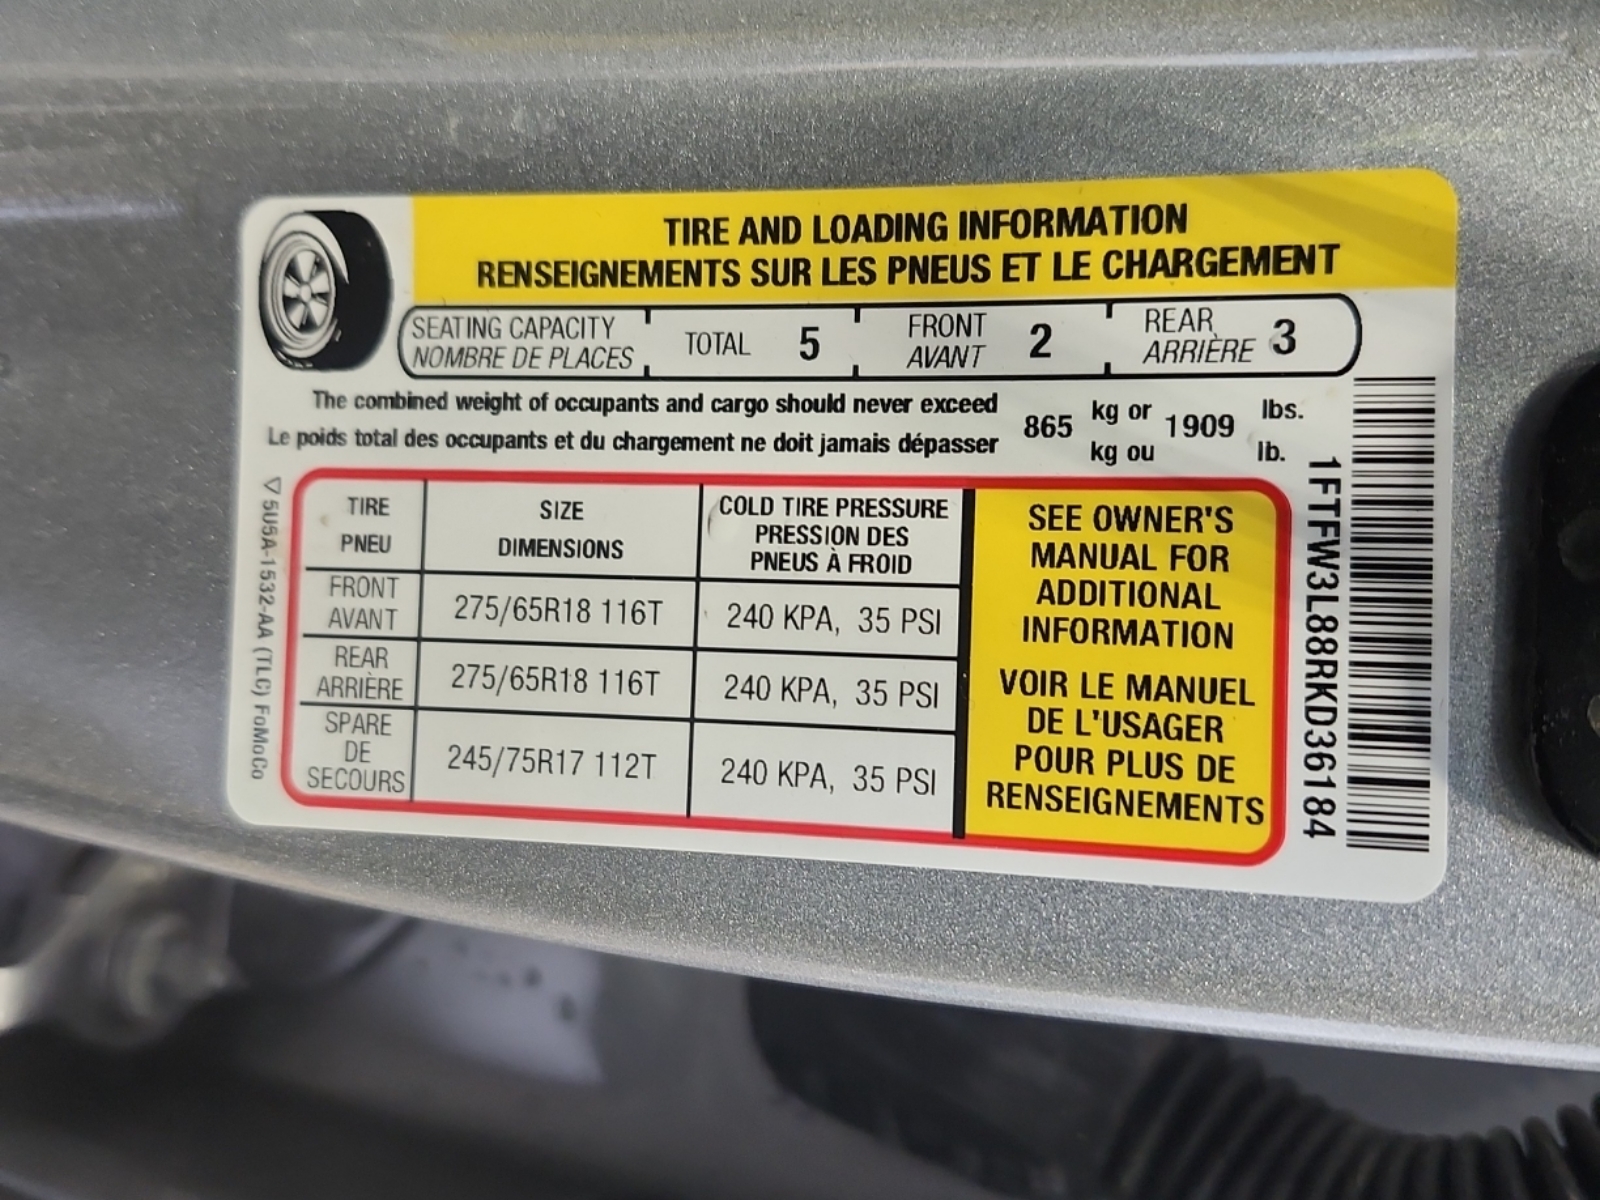 TIRE AND LOADING INFORMATION
RENSEIGNEMENTS SUR LES PNEUS ET LE CHARGEMENT
SEATING CAPACITY
NOMBRE DE PLACES
TOTAL 5
FRONT
AVANT
2
REAR
ARRIÈRE
3
The combined weight of occupants and cargo should never exceed
Le poids total des occupants et du chargement ne doit jamais dépasser
865
kg or
kg ou
1909
lbs.
lb.
TIRE
PNEU
SIZE
DIMENSIONS
COLD TIRE PRESSURE
PRESSION DES
PNEUS À FROID
FRONT
AVANT
275/65R18 116T
240 KPA, 35 PSI
REAR
ARRIÈRE
275/65R18 116T
240 KPA, 35 PSI
SPARE
DE
SECOURS
245/75R17 112T
240 KPA, 35 PSI
SEE OWNER'S
MANUAL FOR
ADDITIONAL
INFORMATION
VOIR LE MANUEL
DE L'USAGER
POUR PLUS DE
RENSEIGNEMENTS
5U5A-1532-AA (TLC) FoMoCo
1FTFW3L88RKD36184